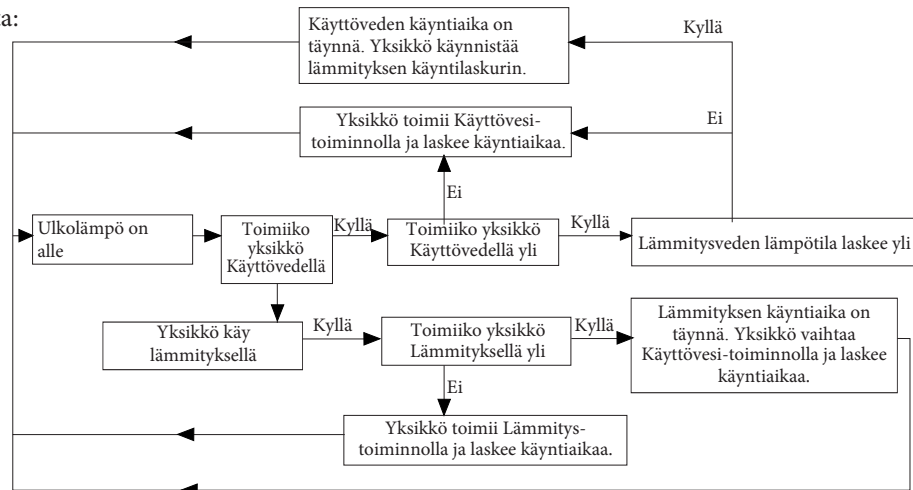 ta:
Käyttöveden käyntiaika on
täynnä. Yksikkö käynnistää
lämmityksen käyntilaskurin.
Kyllä
Yksikkö toimii Käyttövesi-
toiminnolla ja laskee käyntiaikaa.
Ei
Ei
Ulkolämpö on
alle
Toimiiko
yksikkö
Käyttövedellä
Kyllä
Toimiiko yksikkö
Käyttövedellä yli
Kyllä
Lämmitysveden lämpötila laskee yli
Yksikkö käy
lämmityksellä
Kyllä
Toimiiko yksikkö
Lämmityksellä yli
Kyllä
Lämmityksen käyntiaika on
täynnä. Yksikkö vaihtaa
Käyttövesi-toiminnolla ja laskee
käyntiaikaa.
Ei
Yksikkö toimii Lämmitys-
toiminnolla ja laskee käyntiaikaa.